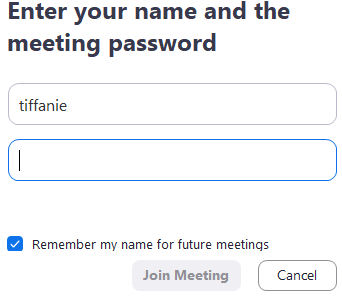 Enter your name and the
meeting password
tiffanie
Remember my name for future meetings
Join Meeting
Cancel